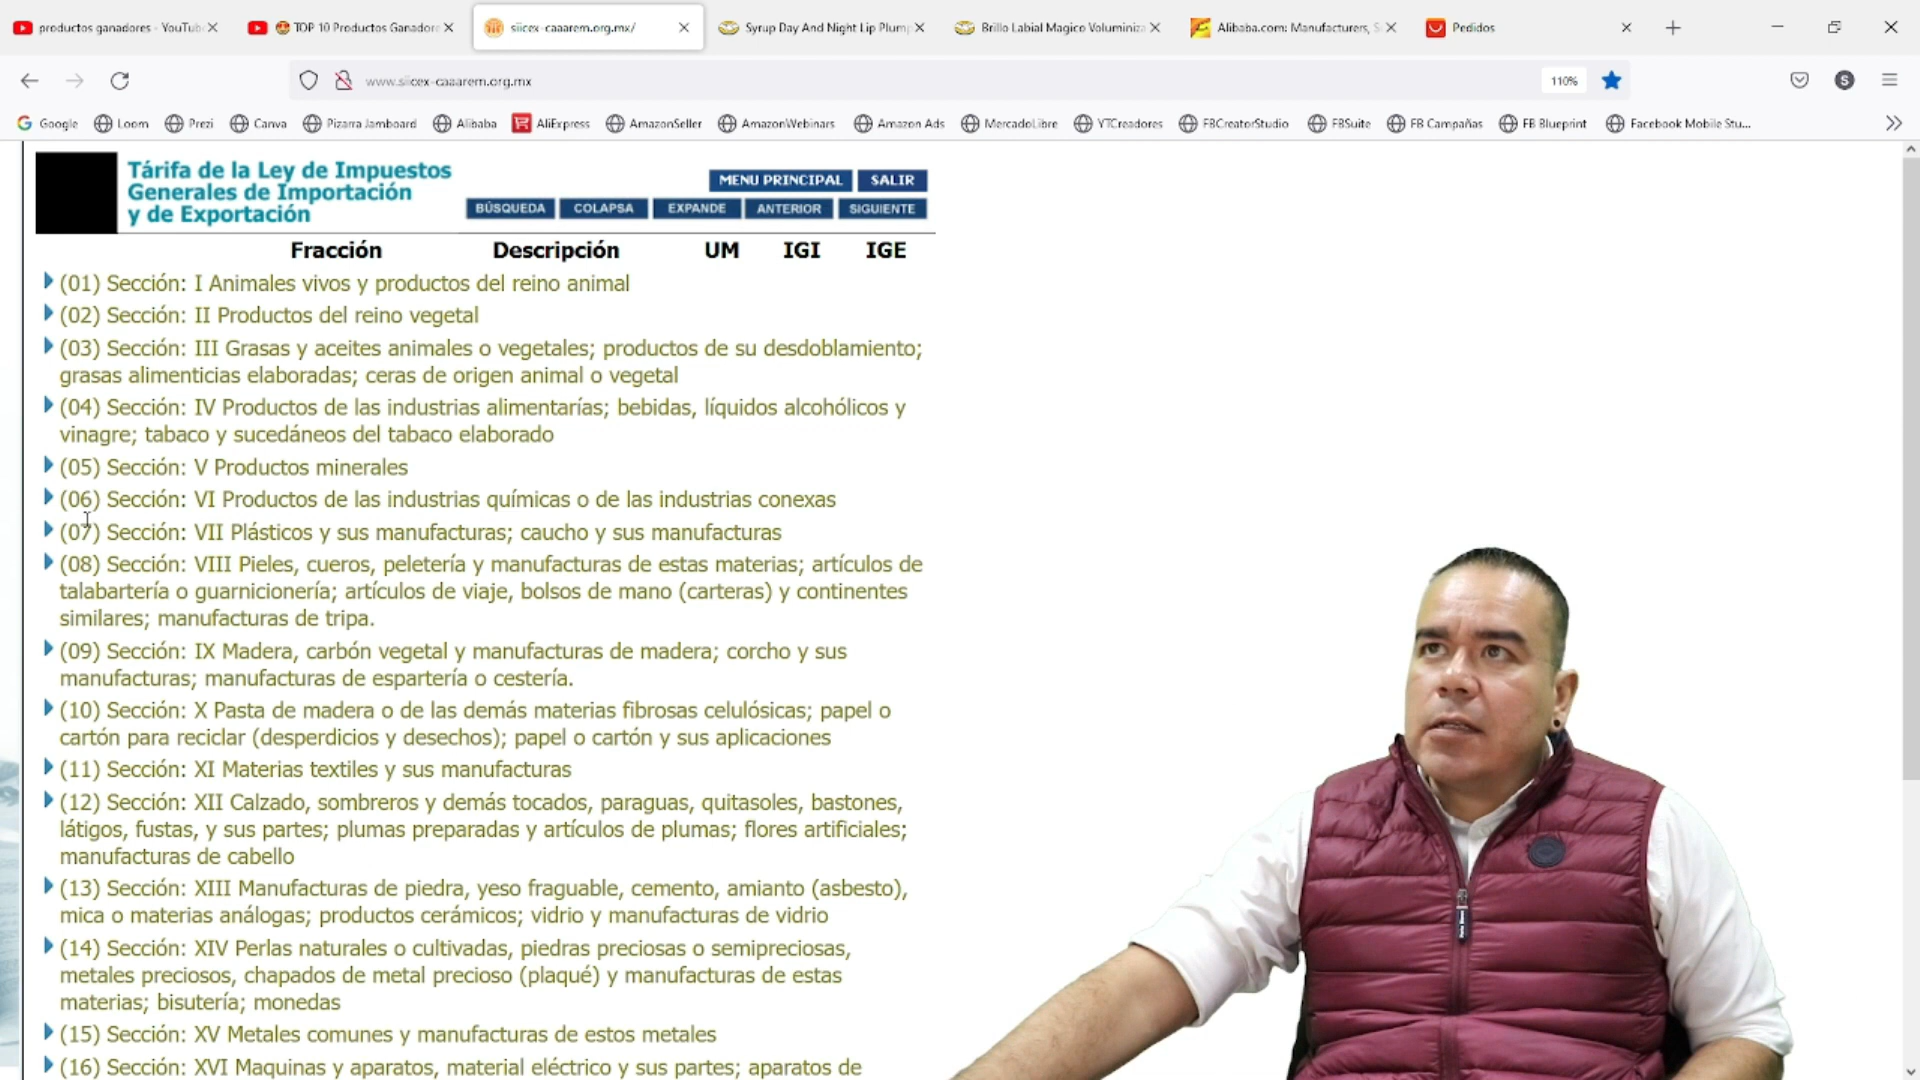 productos ganadores - YouTub
TOP 10 Productos Ganador
siicex-caaarem.org.mx/
Syrup Day And Night Lip Plump
Brillo Labial Magico Voluminiz
Alibaba.com: Manufacturers, S
Pedidos
www.siicex-caaarem.org.mx
110%
S
Google
Loom
Prezi
Canva
Pizarra Jamboard
Alibaba
AliExpress
AmazonSeller
AmazonWebinars
Amazon Ads
MercadoLibre
YTCreadores
FBCreatorStudio
FBSuite
FB Campañas
FB Blueprint
Facebook Mobile Stu...
Tárifa de la Ley de Impuestos
Generales de Importación
y de Exportación
MENU PRINCIPAL SALIR
BÚSQUEDA COLAPSA EXPANDE ANTERIOR SIGUIENTE
Fracción Descripción UM IGI IGE
(01) Sección: I Animales vivos y productos del reino animal
(02) Sección: II Productos del reino vegetal
(03) Sección: III Grasas y aceites animales o vegetales; productos de su desdoblamiento;
grasas alimenticias elaboradas; ceras de origen animal o vegetal
(04) Sección: IV Productos de las industrias alimentarías; bebidas, líquidos alcohólicos y
vinagre; tabaco y sucedáneos del tabaco elaborado
(05) Sección: V Productos minerales
(06) Sección: VI Productos de las industrias químicas o de las industrias conexas
(07) Sección: VII Plásticos y sus manufacturas; caucho y sus manufacturas
(08) Sección: VIII Pieles, cueros, peletería y manufacturas de estas materias; artículos de
talabartería o guarnicionería; artículos de viaje, bolsos de mano (carteras) y continentes
similares; manufacturas de tripa.
(09) Sección: IX Madera, carbón vegetal y manufacturas de madera; corcho y sus
manufacturas; manufacturas de espartería o cestería.
(10) Sección: X Pasta de madera o de las demás materias fibrosas celulósicas; papel o
cartón para reciclar (desperdicios y desechos); papel o cartón y sus aplicaciones
(11) Sección: XI Materias textiles y sus manufacturas
(12) Sección: XII Calzado, sombreros y demás tocados, paraguas, quitasoles, bastones,
látigos, fustas, y sus partes; plumas preparadas y artículos de plumas; flores artificiales;
manufacturas de cabello
(13) Sección: XIII Manufacturas de piedra, yeso fraguable, cemento, amianto (asbesto),
mica o materias análogas; productos cerámicos; vidrio y manufacturas de vidrio
(14) Sección: XIV Perlas naturales o cultivadas, piedras preciosas o semipreciosas,
metales preciosos, chapados de metal precioso (plaqué) y manufacturas de estas
materias; bisutería; monedas
(15) Sección: XV Metales comunes y manufacturas de estos metales
(16) Sección: XVI Maquinas y aparatos, material eléctrico y sus partes; aparatos de